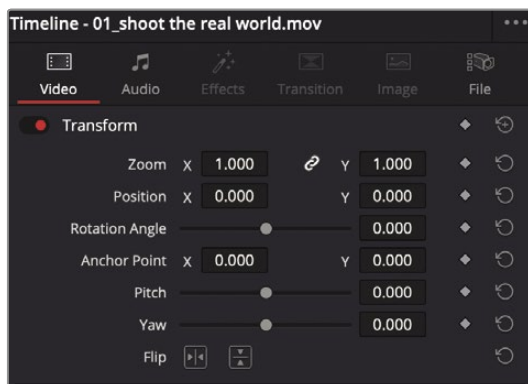 Timeline - 01_shoot the real world.mov
Video Audio Effects Transition Image File
Transform
Zoom X 1.000 Y 1.000
Position X 0.000 Y 0.000
Rotation Angle 0.000
Anchor Point X 0.000 Y 0.000
Pitch 0.000
Yaw 0.000
Flip